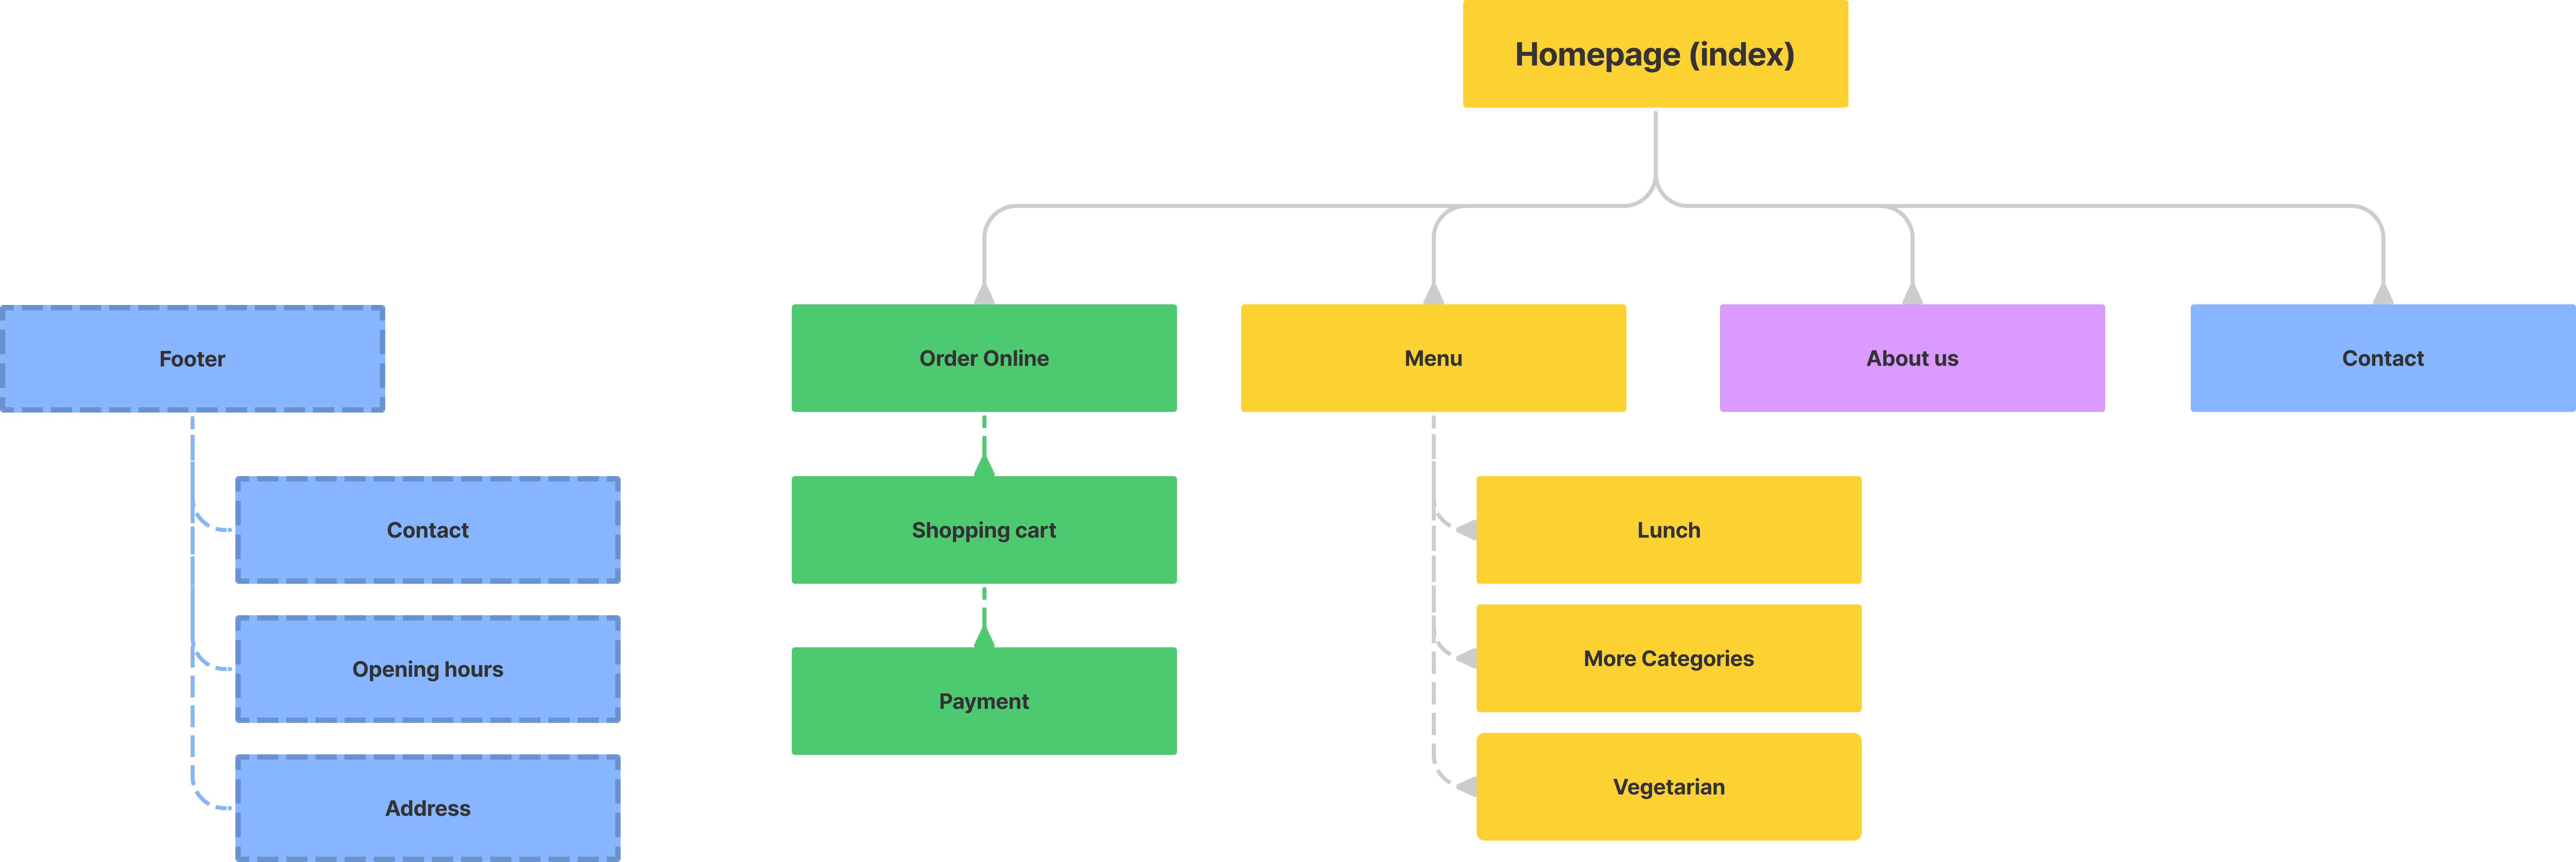 Homepage (index)
Footer
Order Online
Menu
About us
Contact
Contact
Shopping cart
Lunch
Opening hours
More Categories
Payment
Vegetarian
Address